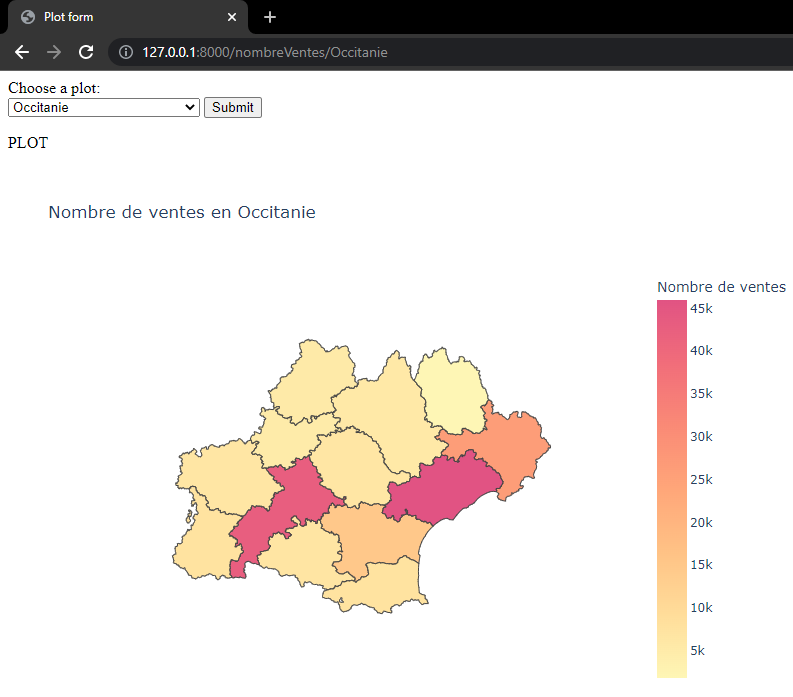 Plot form
127.0.0.1:8000/nombreVentes/Occitanie
Choose a plot:
Occitanie Submit
PLOT
Nombre de ventes en Occitanie
Nombre de ventes
45k
40k
35k
30k
25k
20k
15k
10k
5k